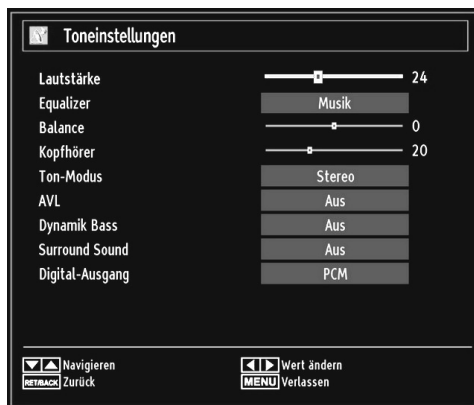 Toneinstellungen
Lautstärke 24
Equalizer Musik
Balance 0
Kopfhörer 20
Ton-Modus Stereo
AVL Aus
Dynamik Bass Aus
Surround Sound Aus
Digital-Ausgang PCM
Navigieren Wert ändern
RET/BACK Zurück MENU Verlassen